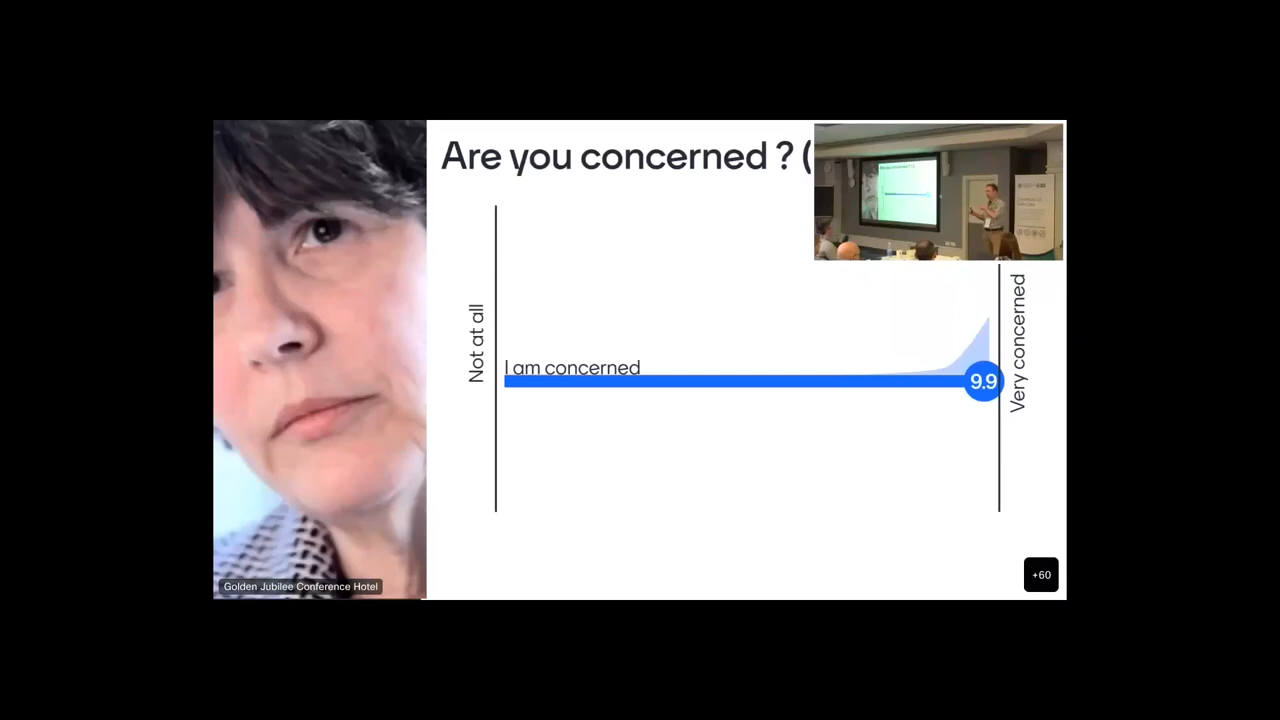 Are you concerned ? (
Not at all
I am concerned
9.9
Very concerned
Golden Jubilee Conference Hotel
+60